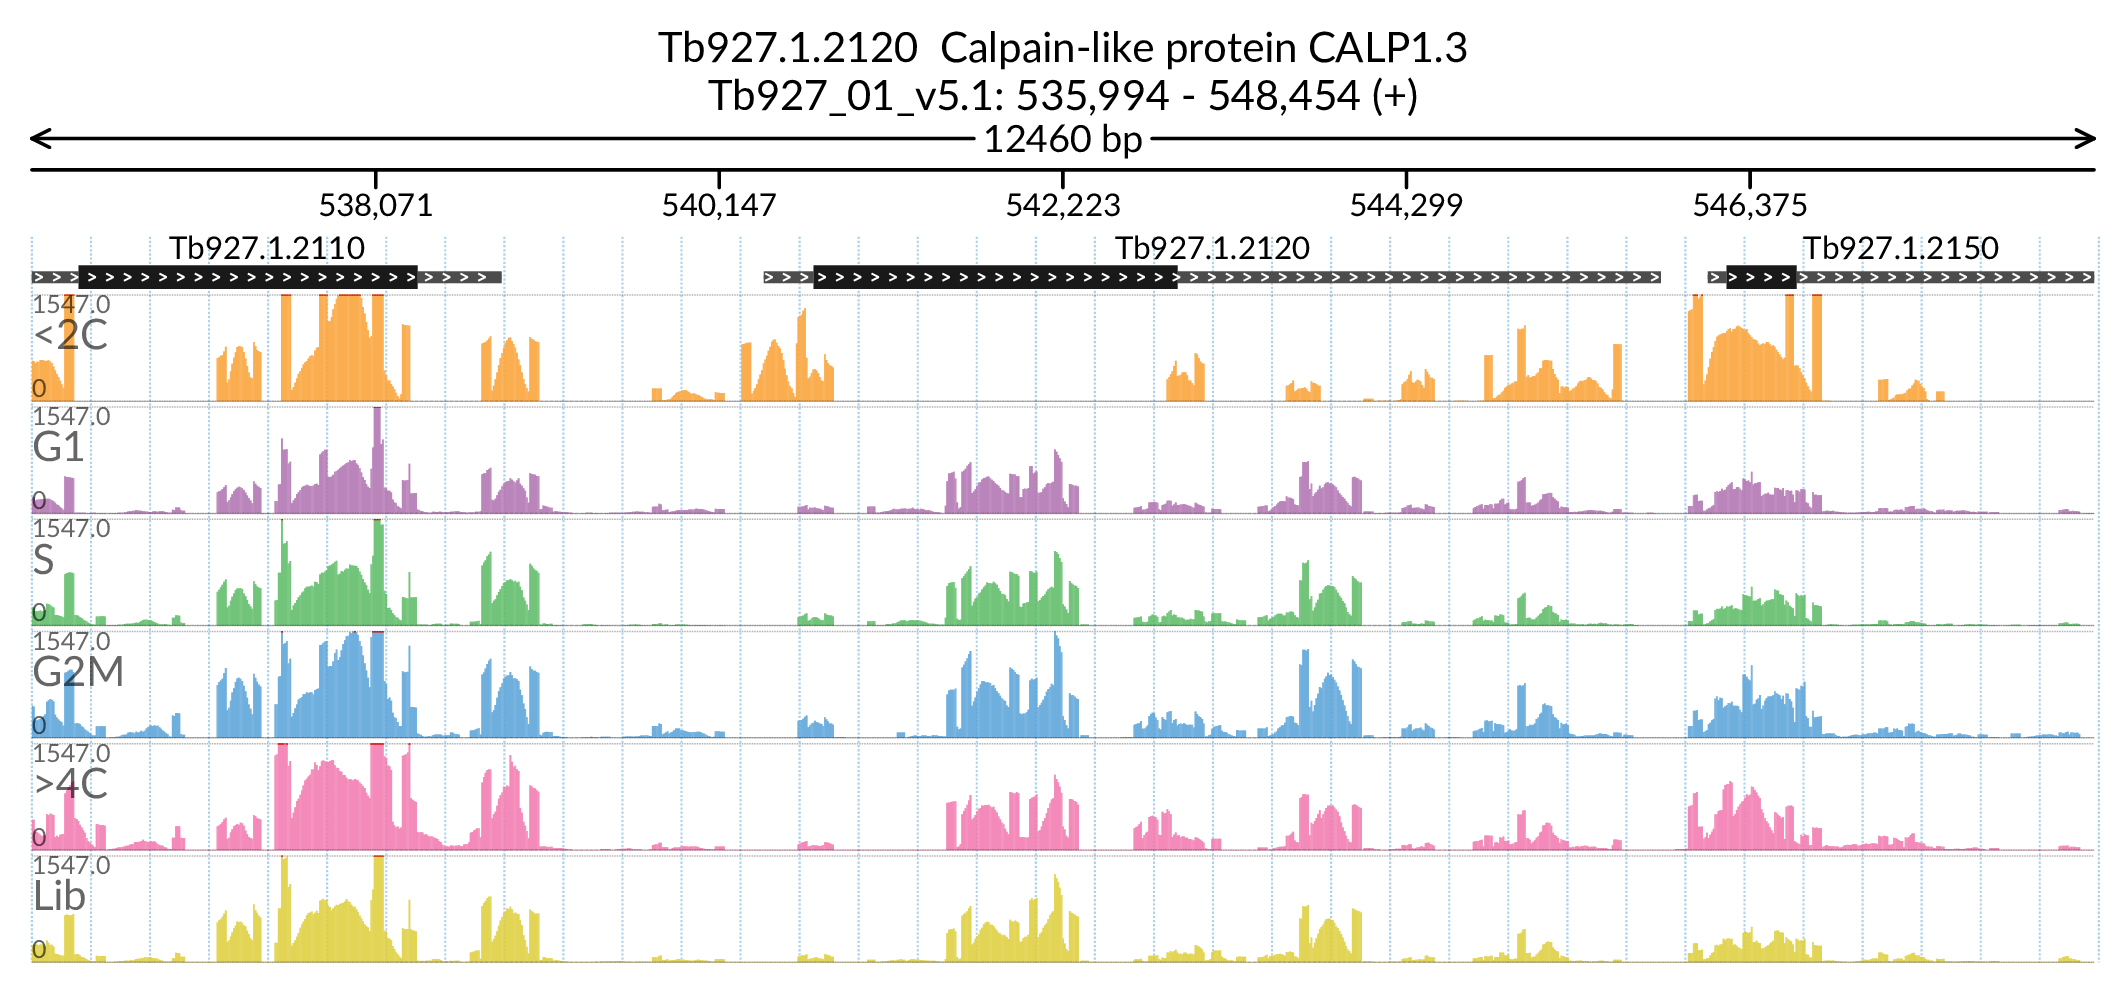 Tb927.1.2120 Calpain-like protein CALP1.3
Tb927_01_v5.1: 535,994 - 548,454 (+)
12460 bp
538,071 540,147 542,223 544,299 546,375
Tb927.1.2110 Tb927.1.2120 Tb927.1.2150
1547.0
<2C
0
1547.0
G1
0
1547.0
S
0
1547.0
G2M
0
1547.0
>4C
0
1547.0
Lib
0